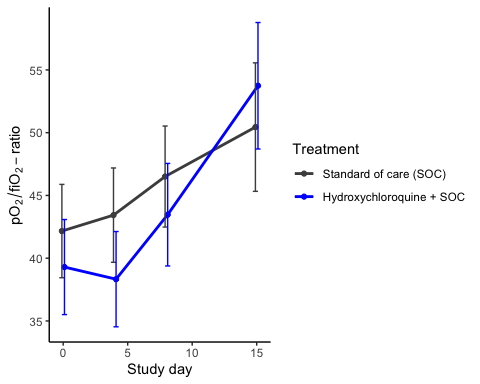 55
50
45
40
35
pO2/fiO2 – ratio
0 5 10 15
Study day
Treatment
Standard of care (SOC)
Hydroxychloroquine + SOC